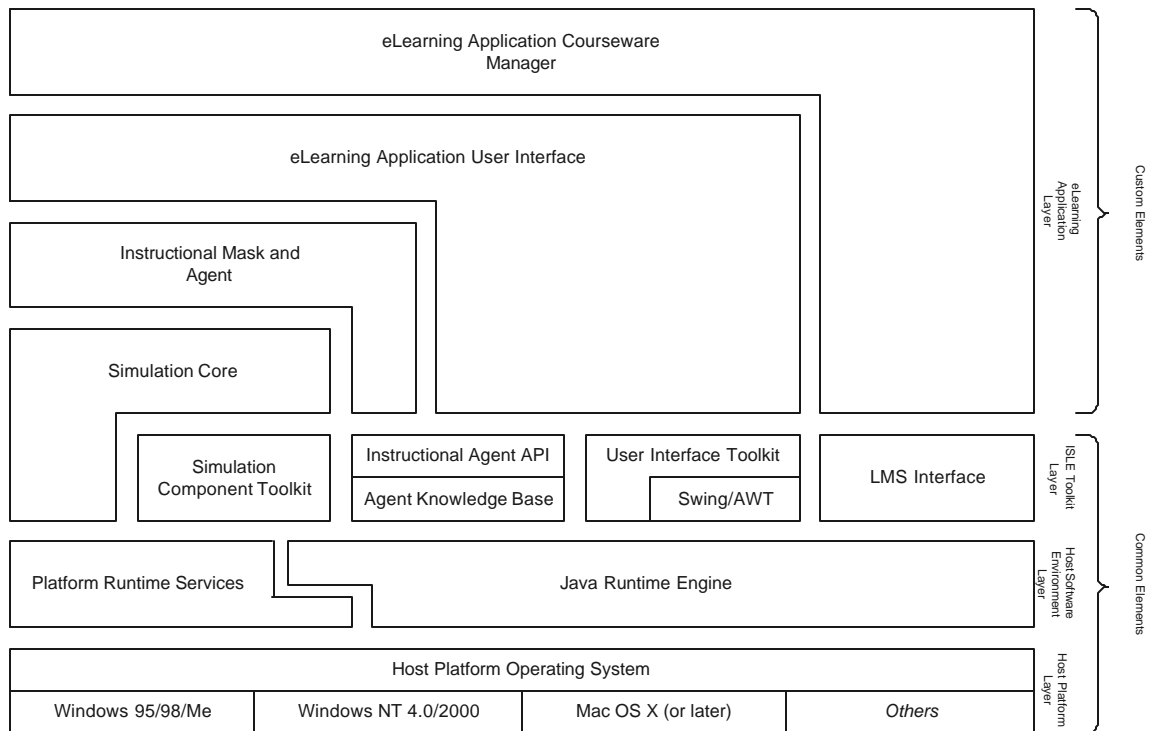 eLearning Application Courseware
Manager
eLearning Application User Interface
Instructional Mask and
Agent
Simulation Core
eLearning
Application
Layer
Custom Elements
Simulation
Component Toolkit
Instructional Agent API
Agent Knowledge Base
User Interface Toolkit
Swing/AWT
LMS Interface
ISLE Toolkit
Layer
Platform Runtime Services
Java Runtime Engine
Host Software
Environment
Layer
Common Elements
Host Platform Operating System
Windows 95/98/Me
Windows NT 4.0/2000
Mac OS X (or later)
Others
Host Platform
Layer